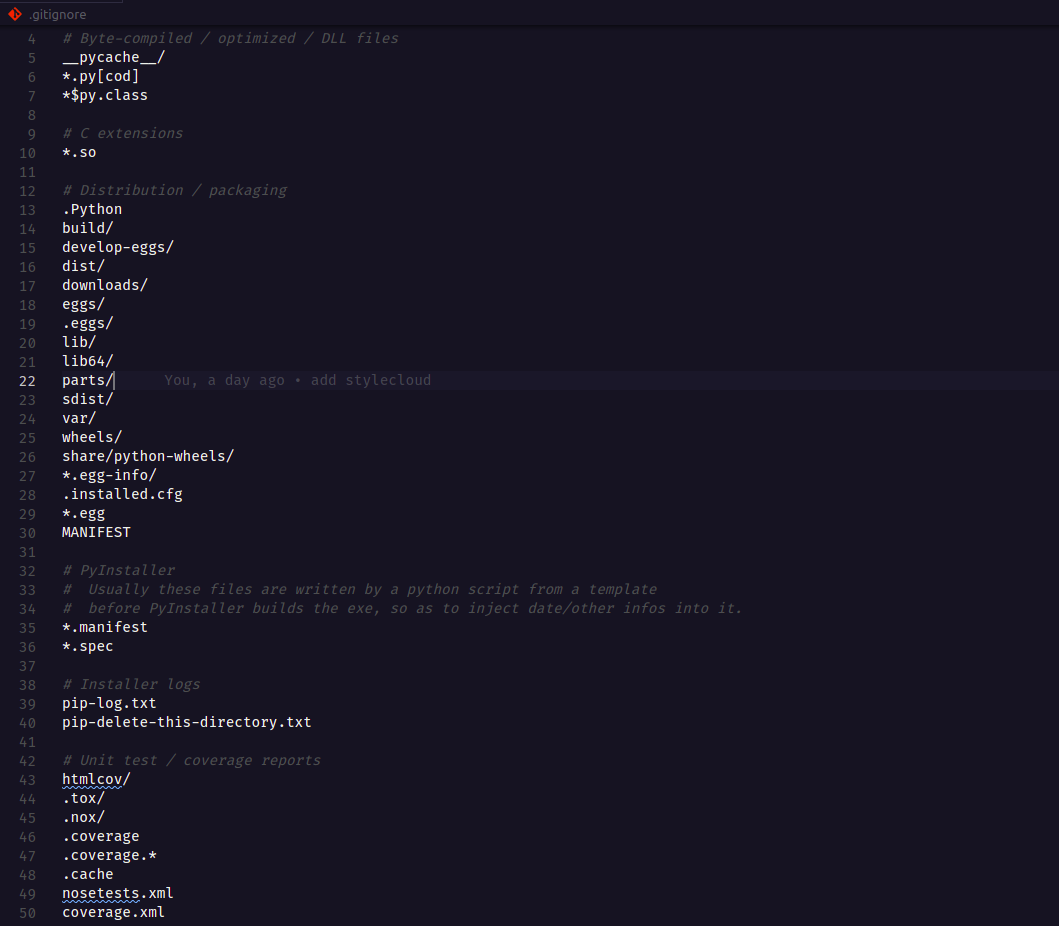 .gitignore
4 # Byte-compiled / optimized / DLL files
5 __pycache__/
6 *.py[cod]
7 *$py.class
8
9 # C extensions
10 *.so
11
12 # Distribution / packaging
13 .Python
14 build/
15 develop-eggs/
16 dist/
17 downloads/
18 eggs/
19 .eggs/
20 lib/
21 lib64/
22 parts/ You, a day ago • add stylecloud
23 sdist/
24 var/
25 wheels/
26 share/python-wheels/
27 *.egg-info/
28 .installed.cfg
29 *.egg
30 MANIFEST
31
32 # PyInstaller
33 #  Usually these files are written by a python script from a template
34 #  before PyInstaller builds the exe, so as to inject date/other infos into it.
35 *.manifest
36 *.spec
37
38 # Installer logs
39 pip-log.txt
40 pip-delete-this-directory.txt
41
42 # Unit test / coverage reports
43 htmlcov/
44 .tox/
45 .nox/
46 .coverage
47 .coverage.*
48 .cache
49 nosetests.xml
50 coverage.xml